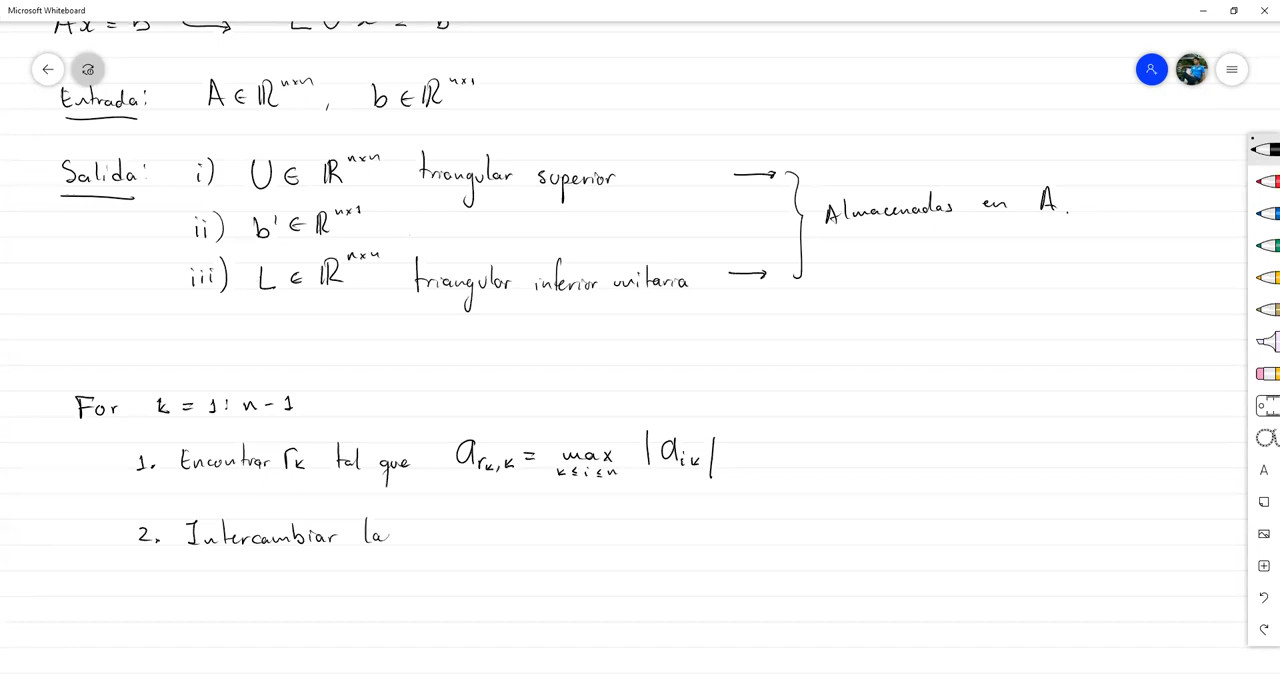 Microsoft Whiteboard
Ax = b → L U x = b
Entrada: A ∈ ℝ^{n×n}, b ∈ ℝ^{n×1}
Salida: i) U ∈ ℝ^{n×n} triangular superior →
Almacenadas en A.
ii) b' ∈ ℝ^{n×1}
iii) L ∈ ℝ^{n×n} triangular inferior unitaria →
For k = 1:n-1
1. Encontrar r_k tal que a_{r_k,k} = max_{k≤i≤n} |a_{ik}|
2. Intercambiar la